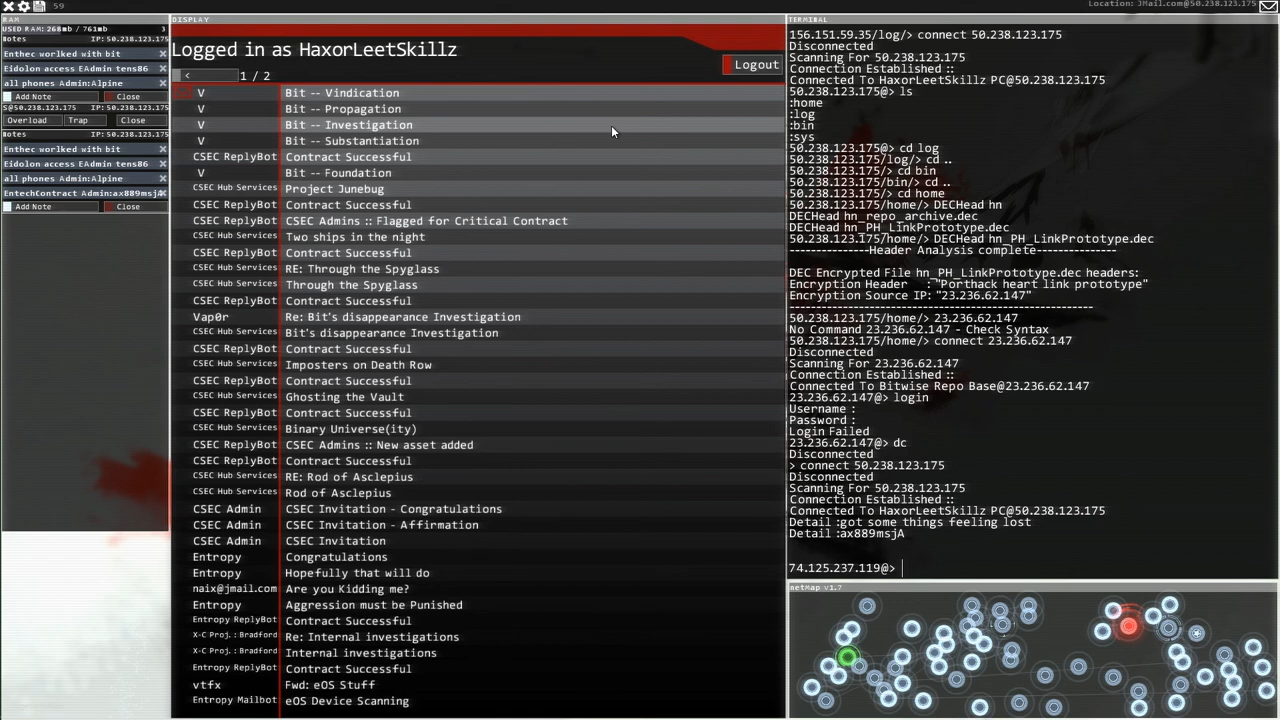 59
Location: JMail.com@50.238.123.175
RAM
USED RAM: 268mb / 761mb 3
Notes IP: 50.238.123.175
Enthec worlked with bit ×
Eidolon access EAdmin tens86 ×
all phones Admin:Alpine ×
Add Note Close
S@50.238.123.175 IP: 50.238.123.175
Overload Trap Close
Notes IP: 50.238.123.175
Enthec worlked with bit ×
Eidolon access EAdmin tens86 ×
all phones Admin:Alpine ×
EntechContract Admin:ax889msjA
Add Note Close
DISPLAY
Logged in as HaxorLeetSkillz
Logout
< 1 / 2
V Bit -- Vindication
V Bit -- Propagation
V Bit -- Investigation
V Bit -- Substantiation
CSEC ReplyBot Contract Successful
V Bit -- Foundation
CSEC Hub Services Project Junebug
CSEC ReplyBot Contract Successful
CSEC ReplyBot CSEC Admins :: Flagged for Critical Contract
CSEC Hub Services Two ships in the night
CSEC ReplyBot Contract Successful
CSEC Hub Services RE: Through the Spyglass
CSEC Hub Services Through the Spyglass
CSEC ReplyBot Contract Successful
Vap0r Re: Bit's disappearance Investigation
CSEC Hub Services Bit's disappearance Investigation
CSEC ReplyBot Contract Successful
CSEC Hub Services Imposters on Death Row
CSEC ReplyBot Contract Successful
CSEC Hub Services Ghosting the Vault
CSEC ReplyBot Contract Successful
CSEC Hub Services Binary Universe(ity)
CSEC ReplyBot CSEC Admins :: New asset added
CSEC ReplyBot Contract Successful
CSEC Hub Services RE: Rod of Asclepius
CSEC Hub Services Rod of Asclepius
CSEC Admin CSEC Invitation - Congratulations
CSEC Admin CSEC Invitation - Affirmation
CSEC Admin CSEC Invitation
Entropy Congratulations
Entropy Hopefully that will do
naix@jmail.com Are you Kidding me?
Entropy Aggression must be Punished
Entropy ReplyBot Contract Successful
X-C Proj.: Bradford Re: Internal investigations
X-C Proj.: Bradford Internal investigations
Entropy ReplyBot Contract Successful
vtfx Fwd: eOS Stuff
Entropy Mailbot eOS Device Scanning
TERMINAL
156.151.59.35/log/> connect 50.238.123.175
Disconnected
Scanning For 50.238.123.175
Connection Established ::
Connected To HaxorLeetSkillz PC@50.238.123.175
50.238.123.175@> ls
:home
:log
:bin
:sys
50.238.123.175@> cd log
50.238.123.175/log/> cd ..
50.238.123.175/> cd bin
50.238.123.175/bin/> cd ..
50.238.123.175/> cd home
50.238.123.175/home/> DECHead hn
DECHead hn_repo_archive.dec
DECHead hn_PH_LinkPrototype.dec
50.238.123.175/home/> DECHead hn_PH_LinkPrototype.dec
---------------Header Analysis complete---------------
DEC Encrypted File hn_PH_LinkPrototype.dec headers:
Encryption Header : "Porthack heart link prototype"
Encryption Source IP: "23.236.62.147"
---------------------------------------------------------
50.238.123.175/home/> 23.236.62.147
No Command 23.236.62.147 - Check Syntax
50.238.123.175/home/> connect 23.236.62.147
Disconnected
Scanning For 23.236.62.147
Connection Established ::
Connected To Bitwise Repo Base@23.236.62.147
23.236.62.147@> login
Username :
Password :
Login Failed
23.236.62.147@> dc
Disconnected
> connect 50.238.123.175
Disconnected
Scanning For 50.238.123.175
Connection Established ::
Connected To HaxorLeetSkillz PC@50.238.123.175
Detail :got some things feeling lost
Detail :ax889msjA
74.125.237.119@>
netMap v1.7